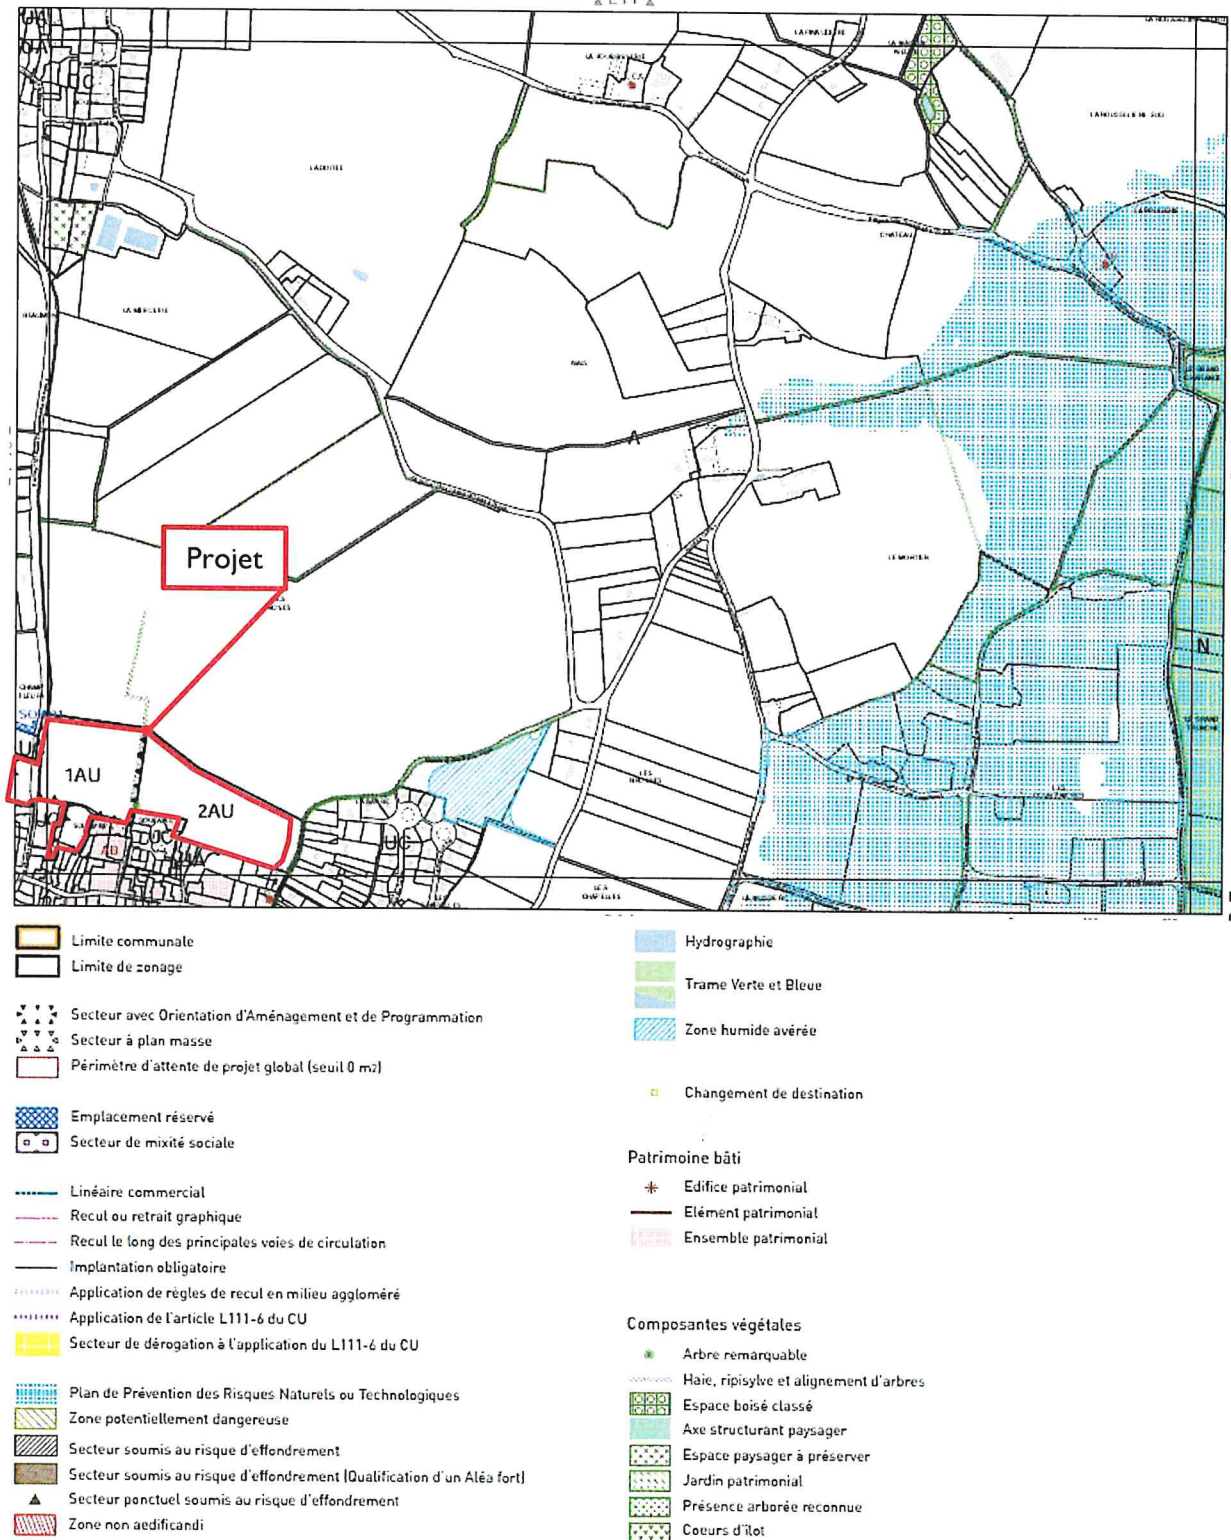 LA MERCERIE
CHATEAU
A
Projet
LE MORTIER
N
1AU
2AU
UC
Limite communale
Limite de zonage
Secteur avec Orientation d'Aménagement et de Programmation
Secteur à plan masse
Périmètre d'attente de projet global (seuil 0 m2)
Emplacement réservé
Secteur de mixité sociale
Linéaire commercial
Recul ou retrait graphique
Recul le long des principales voies de circulation
Implantation obligatoire
Application de règles de recul en milieu aggloméré
Application de l'article L111-6 du CU
Secteur de dérogation à l'application du L111-6 du CU
Plan de Prévention des Risques Naturels ou Technologiques
Zone potentiellement dangereuse
Secteur soumis au risque d'effondrement
Secteur soumis au risque d'effondrement (Qualification d'un Aléa fort)
Secteur ponctuel soumis au risque d'effondrement
Zone non aedificandi
Hydrographie
Trame Verte et Bleue
Zone humide avérée
Changement de destination
Patrimoine bâti
Edifice patrimonial
Elément patrimonial
Ensemble patrimonial
Composantes végétales
Arbre remarquable
Haie, ripisylve et alignement d'arbres
Espace boisé classé
Axe structurant paysager
Espace paysager à préserver
Jardin patrimonial
Présence arborée reconnue
Coeurs d'îlot